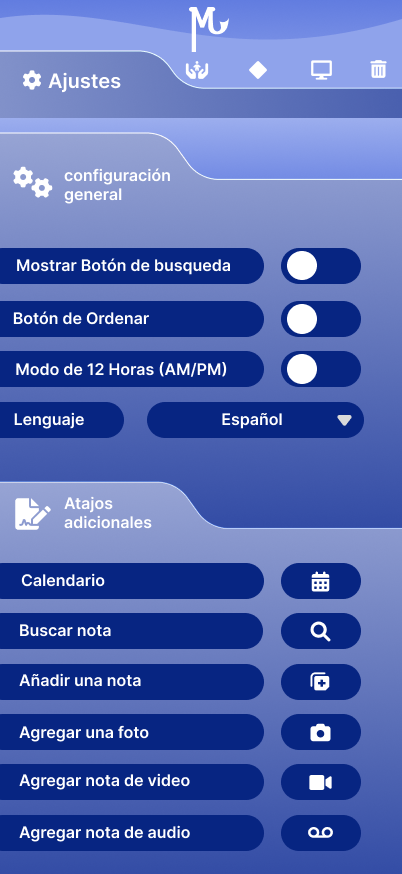 M
Ajustes
configuración
general
Mostrar Botón de busqueda
Botón de Ordenar
Modo de 12 Horas (AM/PM)
Lenguaje
Español
Atajos
adicionales
Calendario
Buscar nota
Añadir una nota
Agregar una foto
Agregar nota de video
Agregar nota de audio